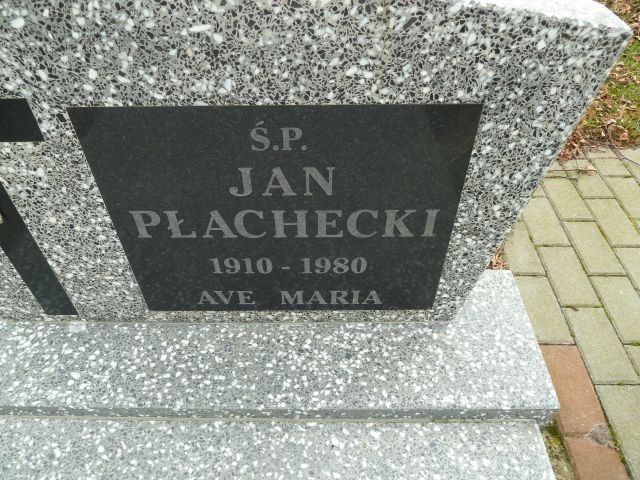 Ś.P.
JAN
PŁACHECKI
1910 - 1980
AVE MARIA